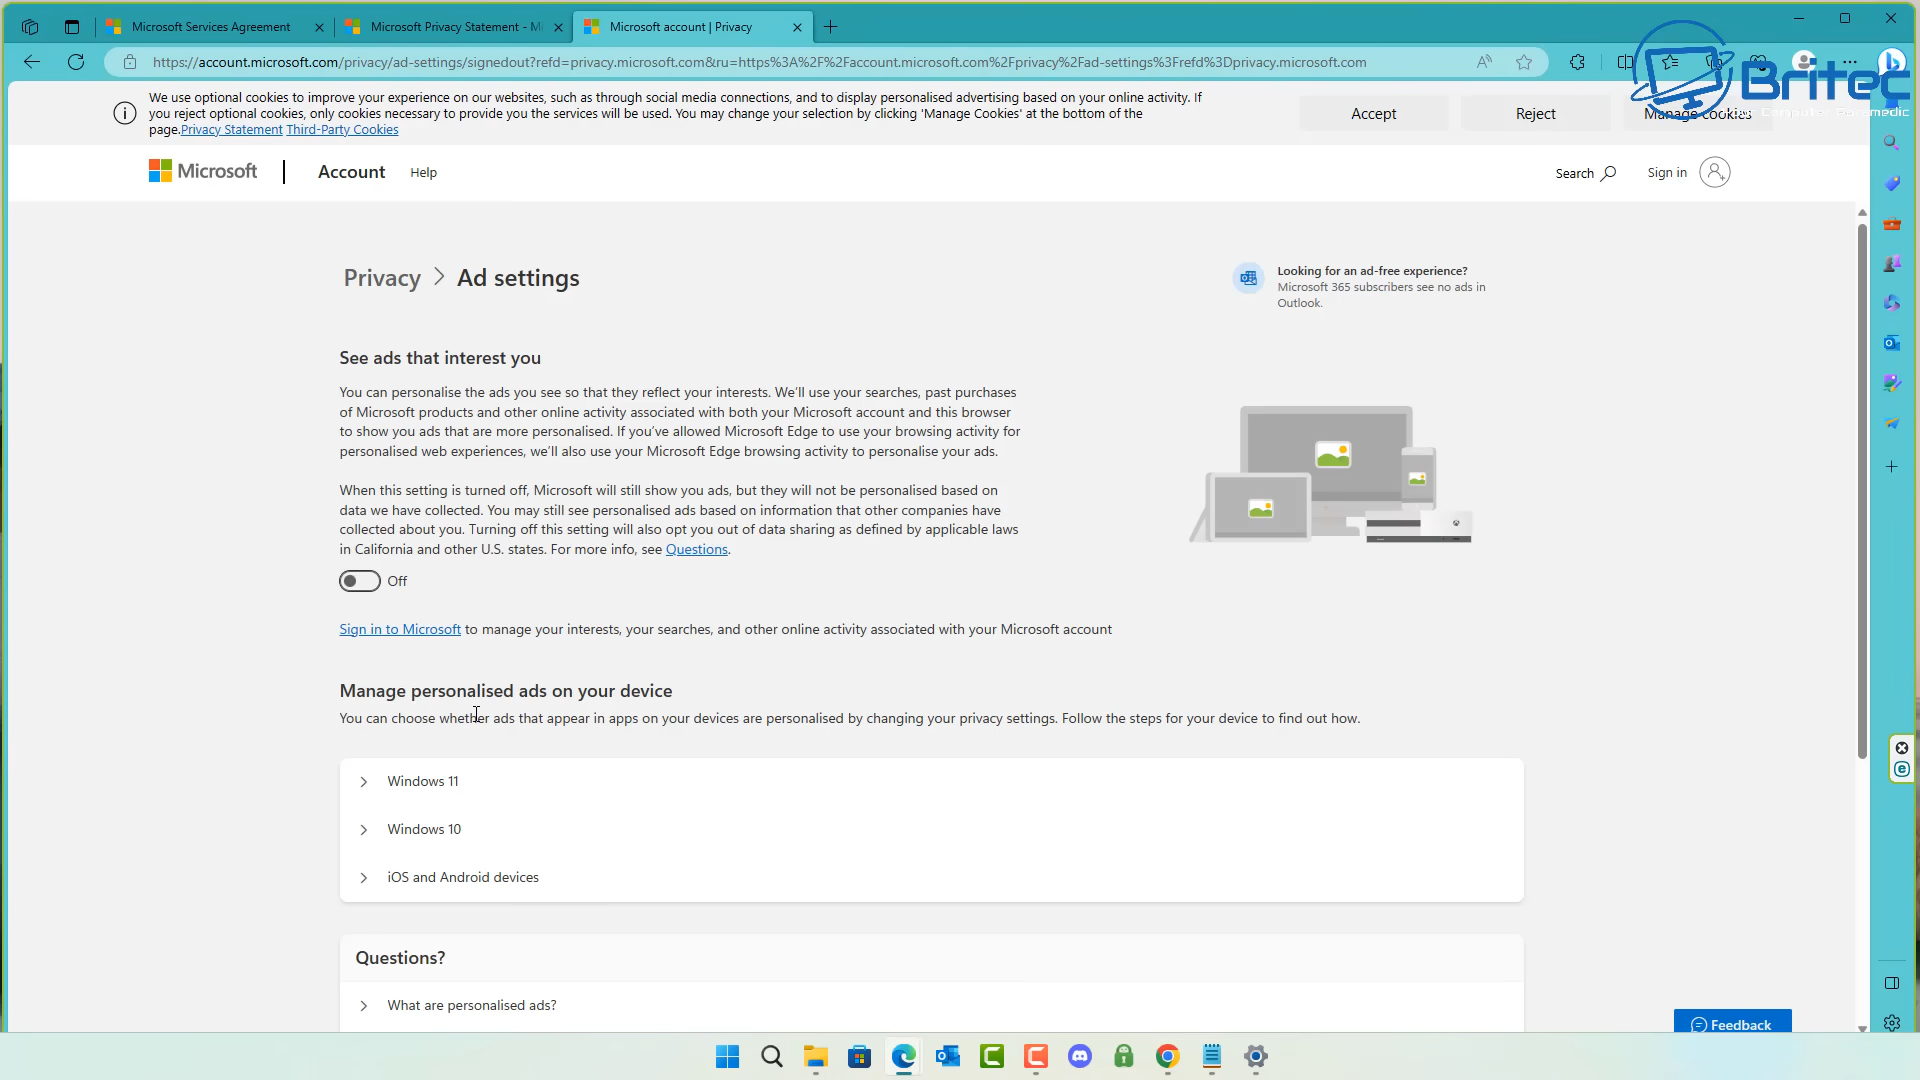 Microsoft Services Agreement
Microsoft Privacy Statement - Mi
Microsoft account | Privacy
https://account.microsoft.com/privacy/ad-settings/signedout?refd=privacy.microsoft.com&ru=https%3A%2F%2Faccount.microsoft.com%2Fprivacy%2Fad-settings%3Frefd%3Dprivacy.microsoft.com
Britec
by Computer Paramedic
We use optional cookies to improve your experience on our websites, such as through social media connections, and to display personalised advertising based on your online activity. If
you reject optional cookies, only cookies necessary to provide you the services will be used. You may change your selection by clicking 'Manage Cookies' at the bottom of the
page.Privacy Statement Third-Party Cookies
Accept
Reject
Manage cookies
Microsoft
Account
Help
Search
Sign in
Privacy > Ad settings
Looking for an ad-free experience?
Microsoft 365 subscribers see no ads in
Outlook.
See ads that interest you
You can personalise the ads you see so that they reflect your interests. We'll use your searches, past purchases
of Microsoft products and other online activity associated with both your Microsoft account and this browser
to show you ads that are more personalised. If you've allowed Microsoft Edge to use your browsing activity for
personalised web experiences, we'll also use your Microsoft Edge browsing activity to personalise your ads.
When this setting is turned off, Microsoft will still show you ads, but they will not be personalised based on
data we have collected. You may still see personalised ads based on information that other companies have
collected about you. Turning off this setting will also opt you out of data sharing as defined by applicable laws
in California and other U.S. states. For more info, see Questions.
Off
Sign in to Microsoft to manage your interests, your searches, and other online activity associated with your Microsoft account
Manage personalised ads on your device
You can choose whether ads that appear in apps on your devices are personalised by changing your privacy settings. Follow the steps for your device to find out how.
Windows 11
Windows 10
iOS and Android devices
Questions?
What are personalised ads?
Feedback